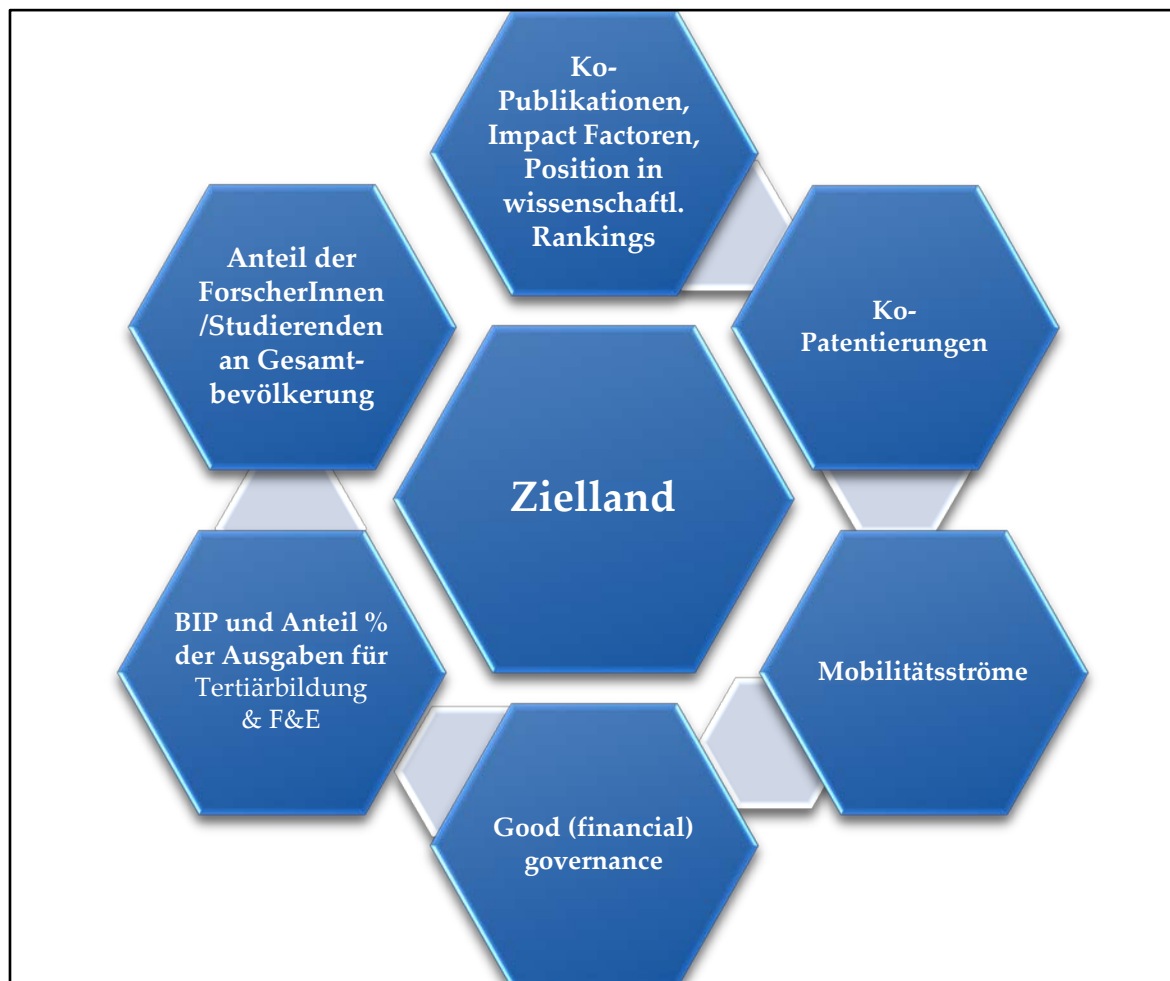 Ko-
Publikationen,
Impact Factoren,
Position in
wissenschaftl.
Rankings
Ko-
Patentierungen
Mobilitätsströme
Good (financial)
governance
BIP und Anteil %
der Ausgaben für
Tertiärbildung
& F&E
Anteil der
ForscherInnen
/Studierenden
an Gesamt-
bevölkerung
Zielland